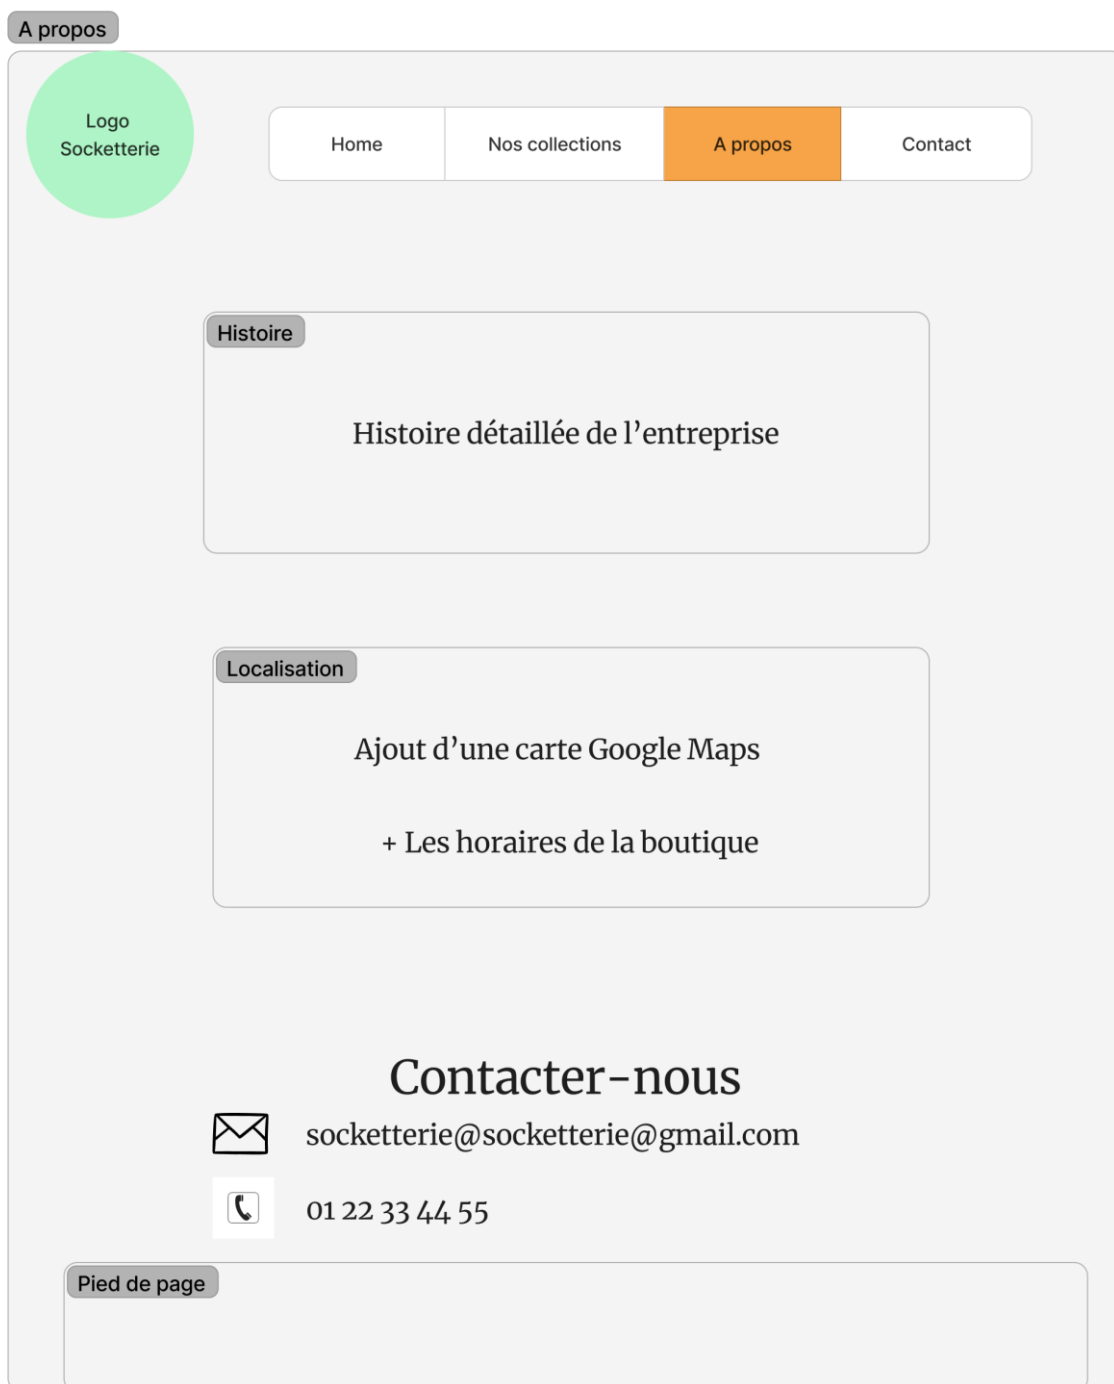 A propos
Logo
Socketterie
Home
Nos collections
A propos
Contact
Histoire
Histoire détaillée de l’entreprise
Localisation
Ajout d’une carte Google Maps
+ Les horaires de la boutique
Contacter-nous
socketterie@socketterie@gmail.com
01 22 33 44 55
Pied de page